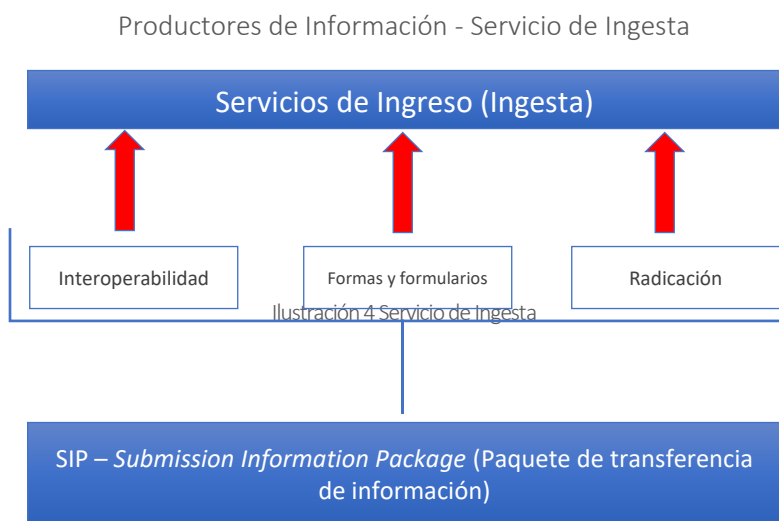 Productores de Información - Servicio de Ingesta
Servicios de Ingreso (Ingesta)
Interoperabilidad
Formas y formularios
Radicación
Ilustración 4 Servicio de Ingesta
SIP – Submission Information Package (Paquete de transferencia
de información)